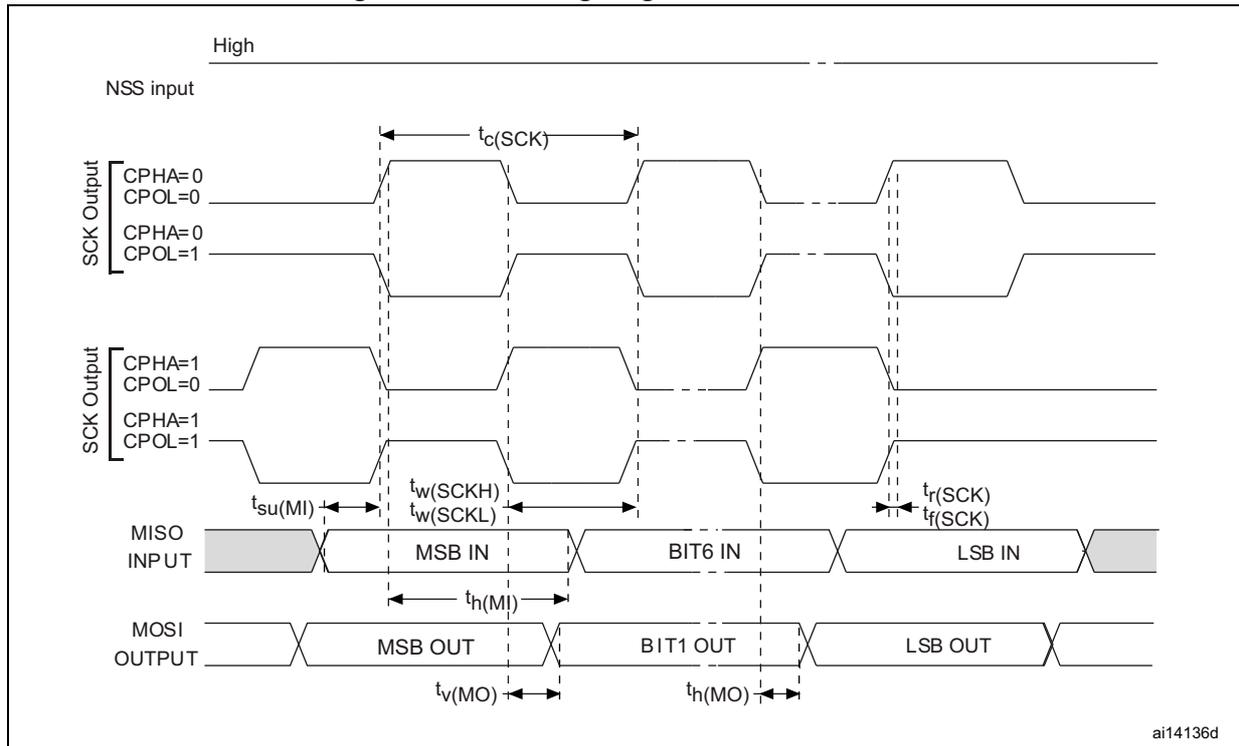 High
NSS input
tc(SCK)
SCK Output
CPHA=0
CPOL=0
CPHA=0
CPOL=1
SCK Output
CPHA=1
CPOL=0
CPHA=1
CPOL=1
tsu(MI)
tw(SCKH)
tw(SCKL)
tr(SCK)
tf(SCK)
MISO
INPUT
MSB IN
BIT6 IN
LSB IN
th(MI)
MOSI
OUTPUT
MSB OUT
BIT1 OUT
LSB OUT
tv(MO)
th(MO)
ai14136d